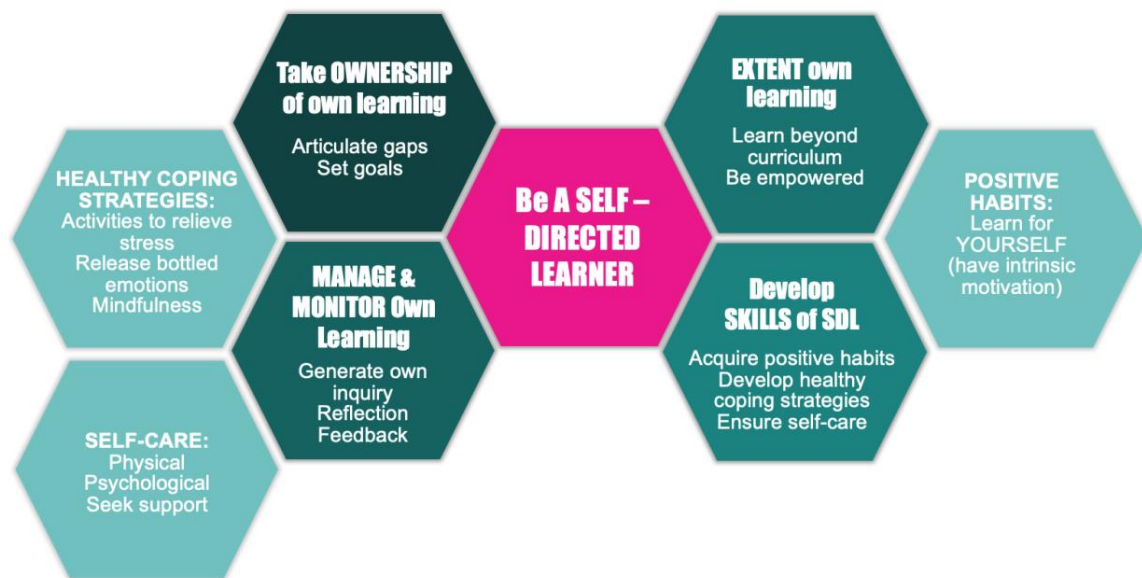 Take OWNERSHIP
of own learning
Articulate gaps
Set goals
EXTENT own
learning
Learn beyond
curriculum
Be empowered
HEALTHY COPING
STRATEGIES:
Activities to relieve
stress
Release bottled
emotions
Mindfulness
Be A SELF –
DIRECTED
LEARNER
POSITIVE
HABITS:
Learn for
YOURSELF
(have intrinsic
motivation)
MANAGE &
MONITOR Own
Learning
Generate own
inquiry
Reflection
Feedback
Develop
SKILLS of SDL
Acquire positive habits
Develop healthy
coping strategies
Ensure self-care
SELF-CARE:
Physical
Psychological
Seek support